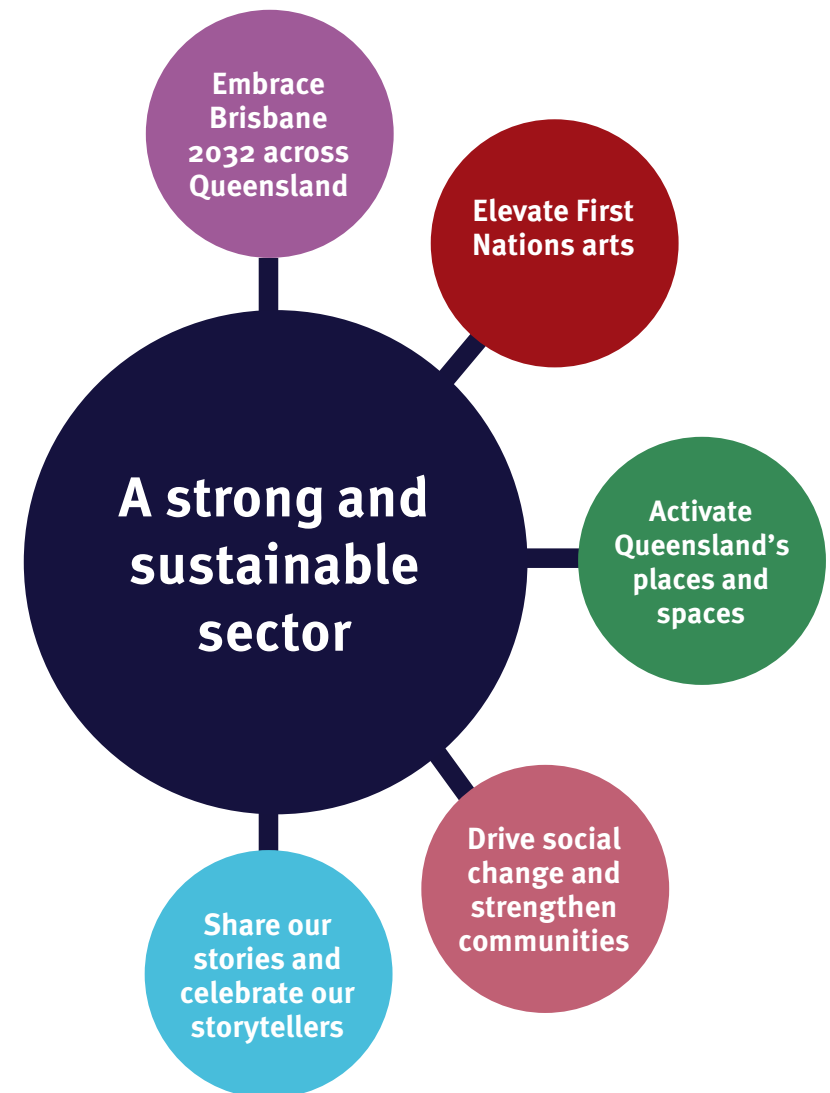 Embrace
Brisbane
2032 across
Queensland
Elevate First
Nations arts
A strong and
sustainable
sector
Activate
Queensland’s
places and
spaces
Drive social
change and
strengthen
communities
Share our
stories and
celebrate our
storytellers